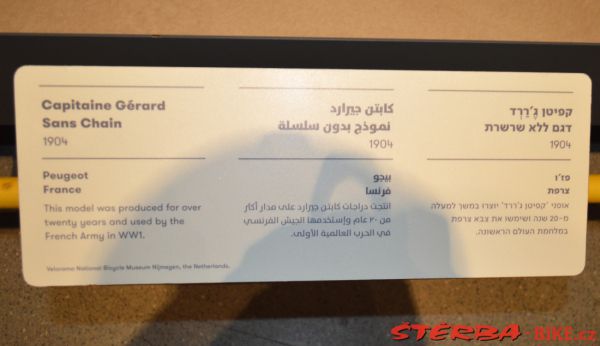 Capitaine Gérard
Sans Chain
1904
Peugeot
France
This model was produced for over
twenty years and used by the
French Army in WW1.
Velorama National Bicycle Museum Nijmegen, the Netherlands.
كابتن جيرارد
نموذج بدون سلسلة
1904
بيجو
فرنسا
انتجت دراجات كابتن جيرارد على مدار أكثر
من ٢٠ عام وإستخدمها الجيش الفرنسي
في الحرب العالمية الأولى.
קפיטן ג'רַרְד
דגם ללא שרשרת
1904
פז'ו
צרפת
אופני 'קפיטן ג'ררד' יוצרו במשך למעלה
מ-20 שנה ושימשו את צבא צרפת
במלחמת העולם הראשונה.
STERBA-BIKE.cz